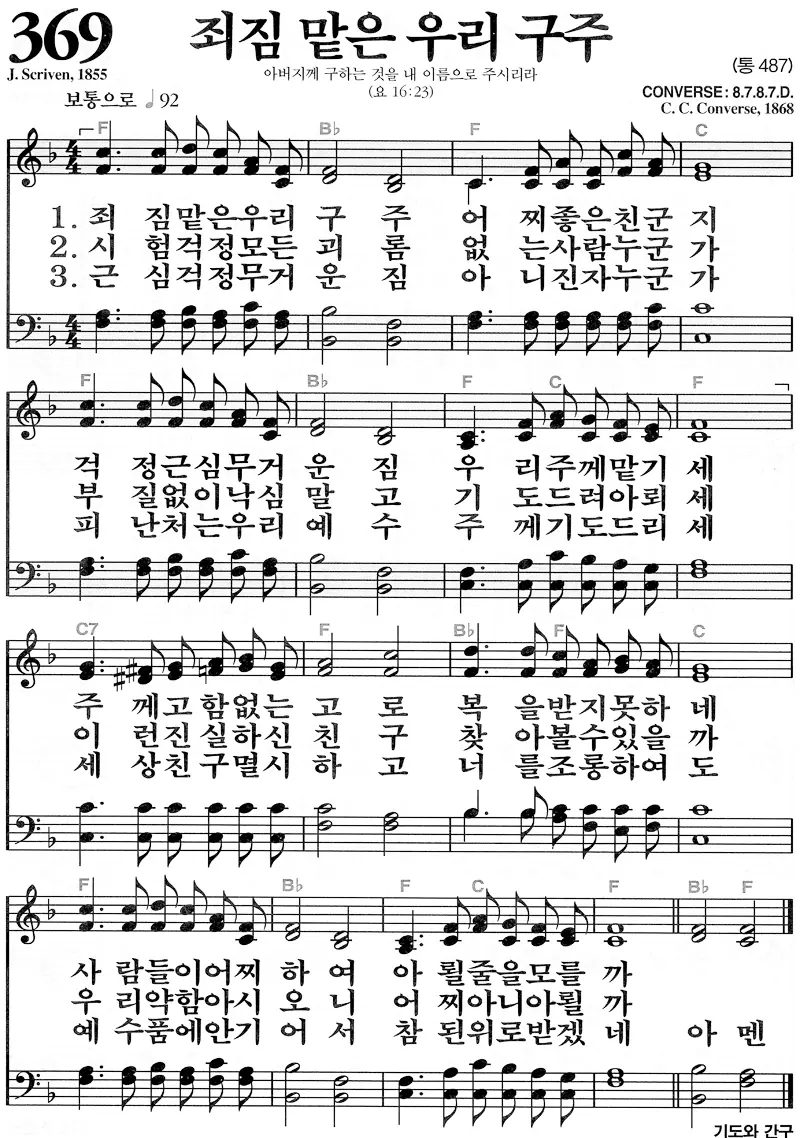 369 죄짐 맡은 우리 구주
J. Scriven, 1855
아버지께 구하는 것을 내 이름으로 주시리라
(요 16:23)
(통 487)
보통으로 ♩92
CONVERSE: 8.7.8.7.D.
C. C. Converse, 1868
F B♭ F C
1. 죄 짐맡은우리 구 주 어 찌좋은친군 지
2. 시 험걱정모든 괴 롬 없 는사람누군 가
3. 근 심걱정무거 운 짐 아 니진자누군 가
F B♭ F C F
걱 정근심무거 운 짐 우 리주께맡기 세
부 질없이낙심 말 고 기 도드려아뢰 세
피 난처는우리 예 수 주 께기도드리 세
C7 F B♭ F C
주 께고함없는 고 로 복 을받지못하 네
이 런진실하신 친 구 찾 아볼수있을 까
세 상친구멸시 하 고 너 를조롱하여 도
F B♭ F C F B♭ F
사 람들이어찌 하 여 아 뢸줄을모를 까
우 리약함아시 오 니 어 찌아니아뢸 까
예 수품에안기 어 서 참 된위로받겠 네 아 멘
기도와 간구